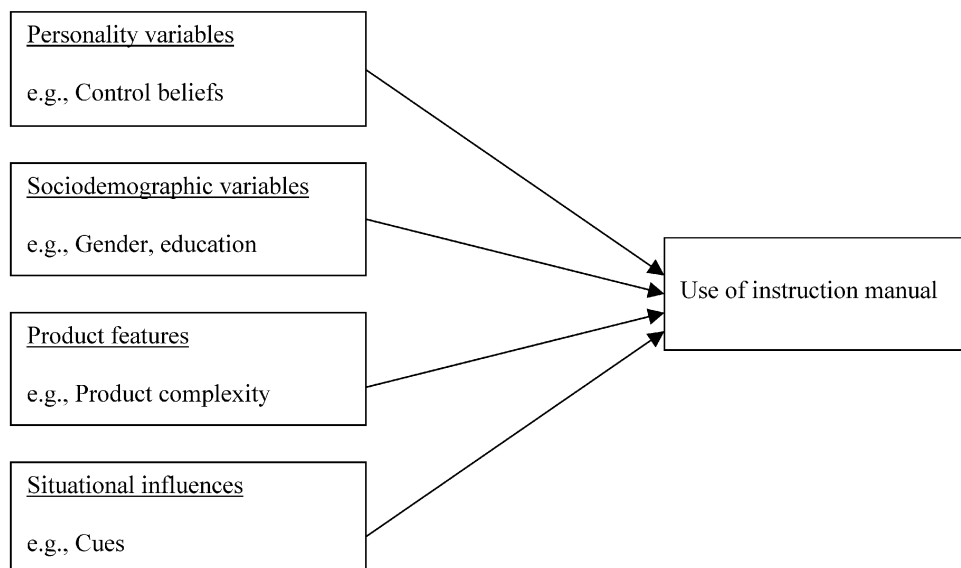 Personality variables
e.g., Control beliefs
Sociodemographic variables
e.g., Gender, education
Product features
e.g., Product complexity
Situational influences
e.g., Cues
Use of instruction manual